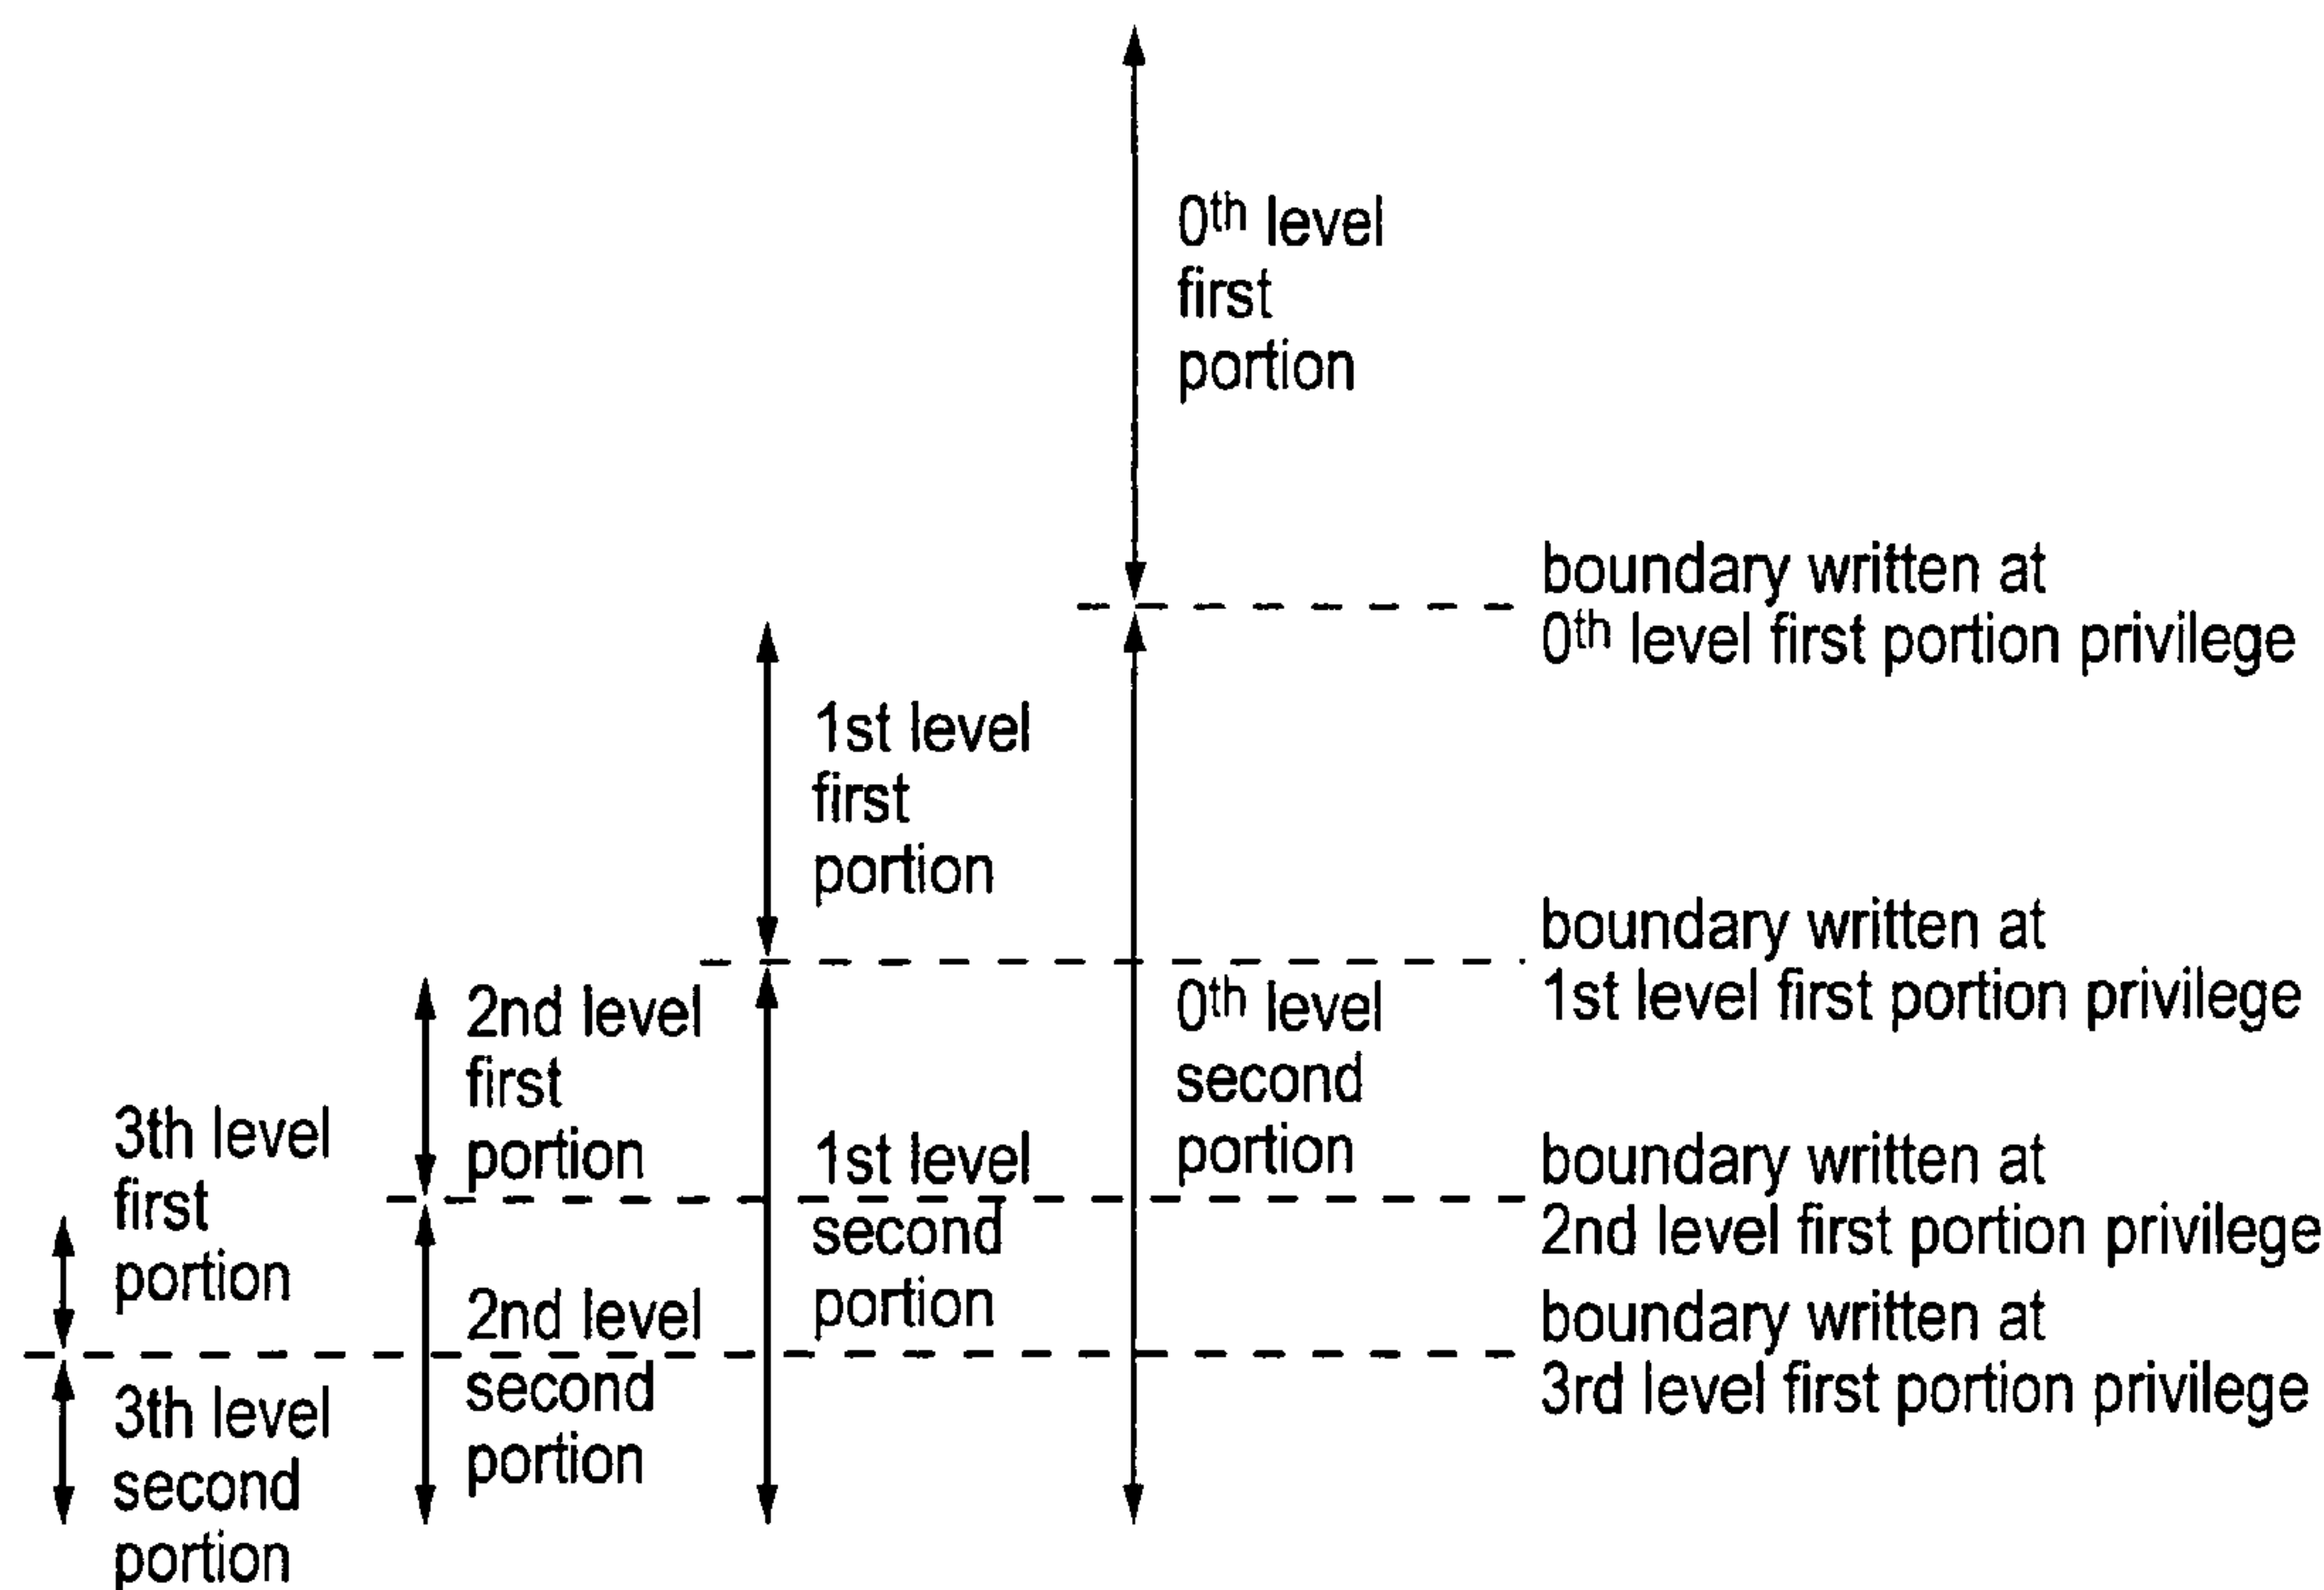 0th level
first
portion
boundary written at
0th level first portion privilege
1st level
first
portion
boundary written at
1st level first portion privilege
2nd level
first
portion
0th level
second
portion
3th level
first
portion
1st level
second
portion
boundary written at
2nd level first portion privilege
2nd level
second
portion
boundary written at
3rd level first portion privilege
3th level
second
portion